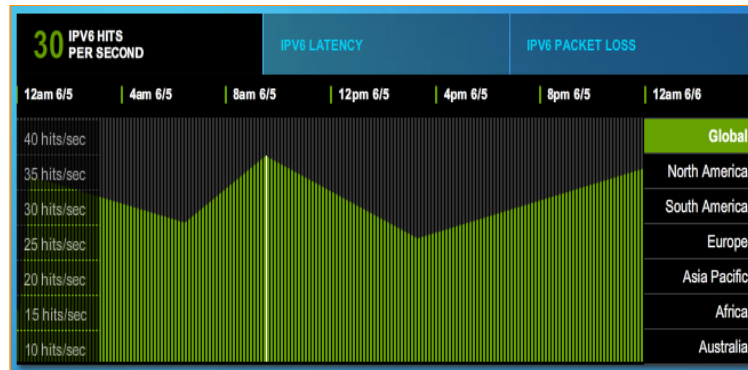 30 IPV6 HITS PER SECOND
IPV6 LATENCY
IPV6 PACKET LOSS
12am 6/5 4am 6/5 8am 6/5 12pm 6/5 4pm 6/5 8pm 6/5 12am 6/6
40 hits/sec
35 hits/sec
30 hits/sec
25 hits/sec
20 hits/sec
15 hits/sec
10 hits/sec
Global
North America
South America
Europe
Asia Pacific
Africa
Australia